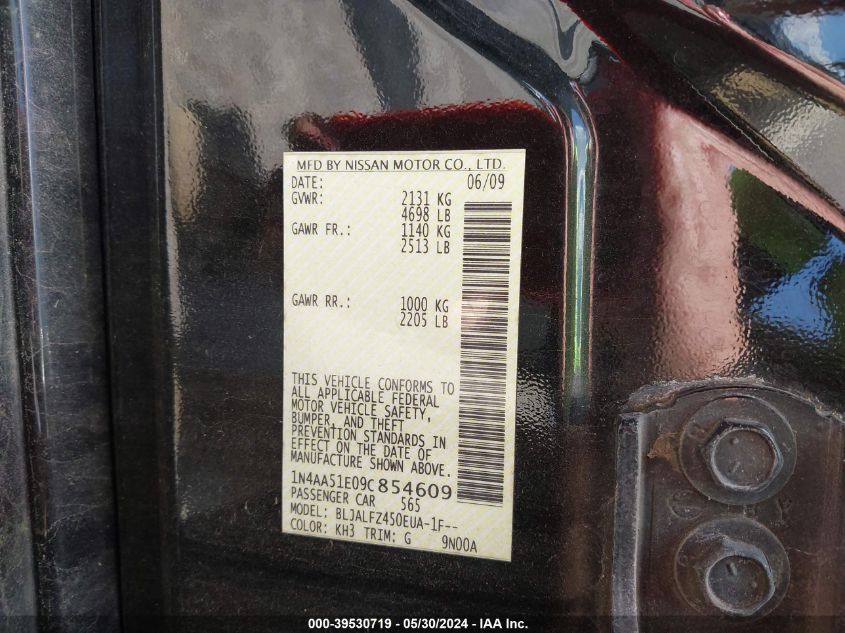 MFD BY NISSAN MOTOR CO., LTD.
DATE: 06/09
GVWR: 2131 KG
4698 LB
GAWR FR.: 1140 KG
2513 LB
GAWR RR.: 1000 KG
2205 LB
THIS VEHICLE CONFORMS TO
ALL APPLICABLE FEDERAL
MOTOR VEHICLE SAFETY,
BUMPER, AND THEFT
PREVENTION STANDARDS IN
EFFECT ON THE DATE OF
MANUFACTURE SHOWN ABOVE.
1N4AA51E09C854609
PASSENGER CAR 565
MODEL: BLJALFZ450EUA-1F--
COLOR: KH3 TRIM: G 9N00A
000-39530719 — 05/30/2024 — IAA Inc.